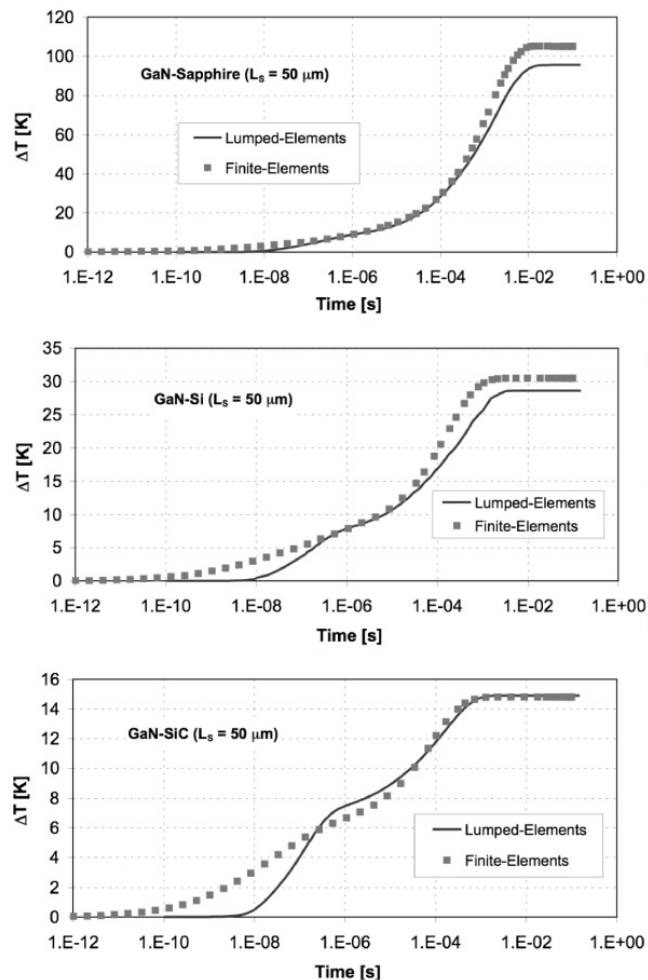 120
100
80
60
40
20
0
ΔT [K]
GaN-Sapphire (LS = 50 μm)
Lumped-Elements
Finite-Elements
1.E-12 1.E-10 1.E-08 1.E-06 1.E-04 1.E-02 1.E+00
Time [s]
35
30
25
20
15
10
5
0
ΔT [K]
GaN-Si (LS = 50 μm)
Lumped-Elements
Finite-Elements
1.E-12 1.E-10 1.E-08 1.E-06 1.E-04 1.E-02 1.E+00
Time [s]
16
14
12
10
8
6
4
2
0
ΔT [K]
GaN-SiC (LS = 50 μm)
Lumped-Elements
Finite-Elements
1.E-12 1.E-10 1.E-08 1.E-06 1.E-04 1.E-02 1.E+00
Time [s]